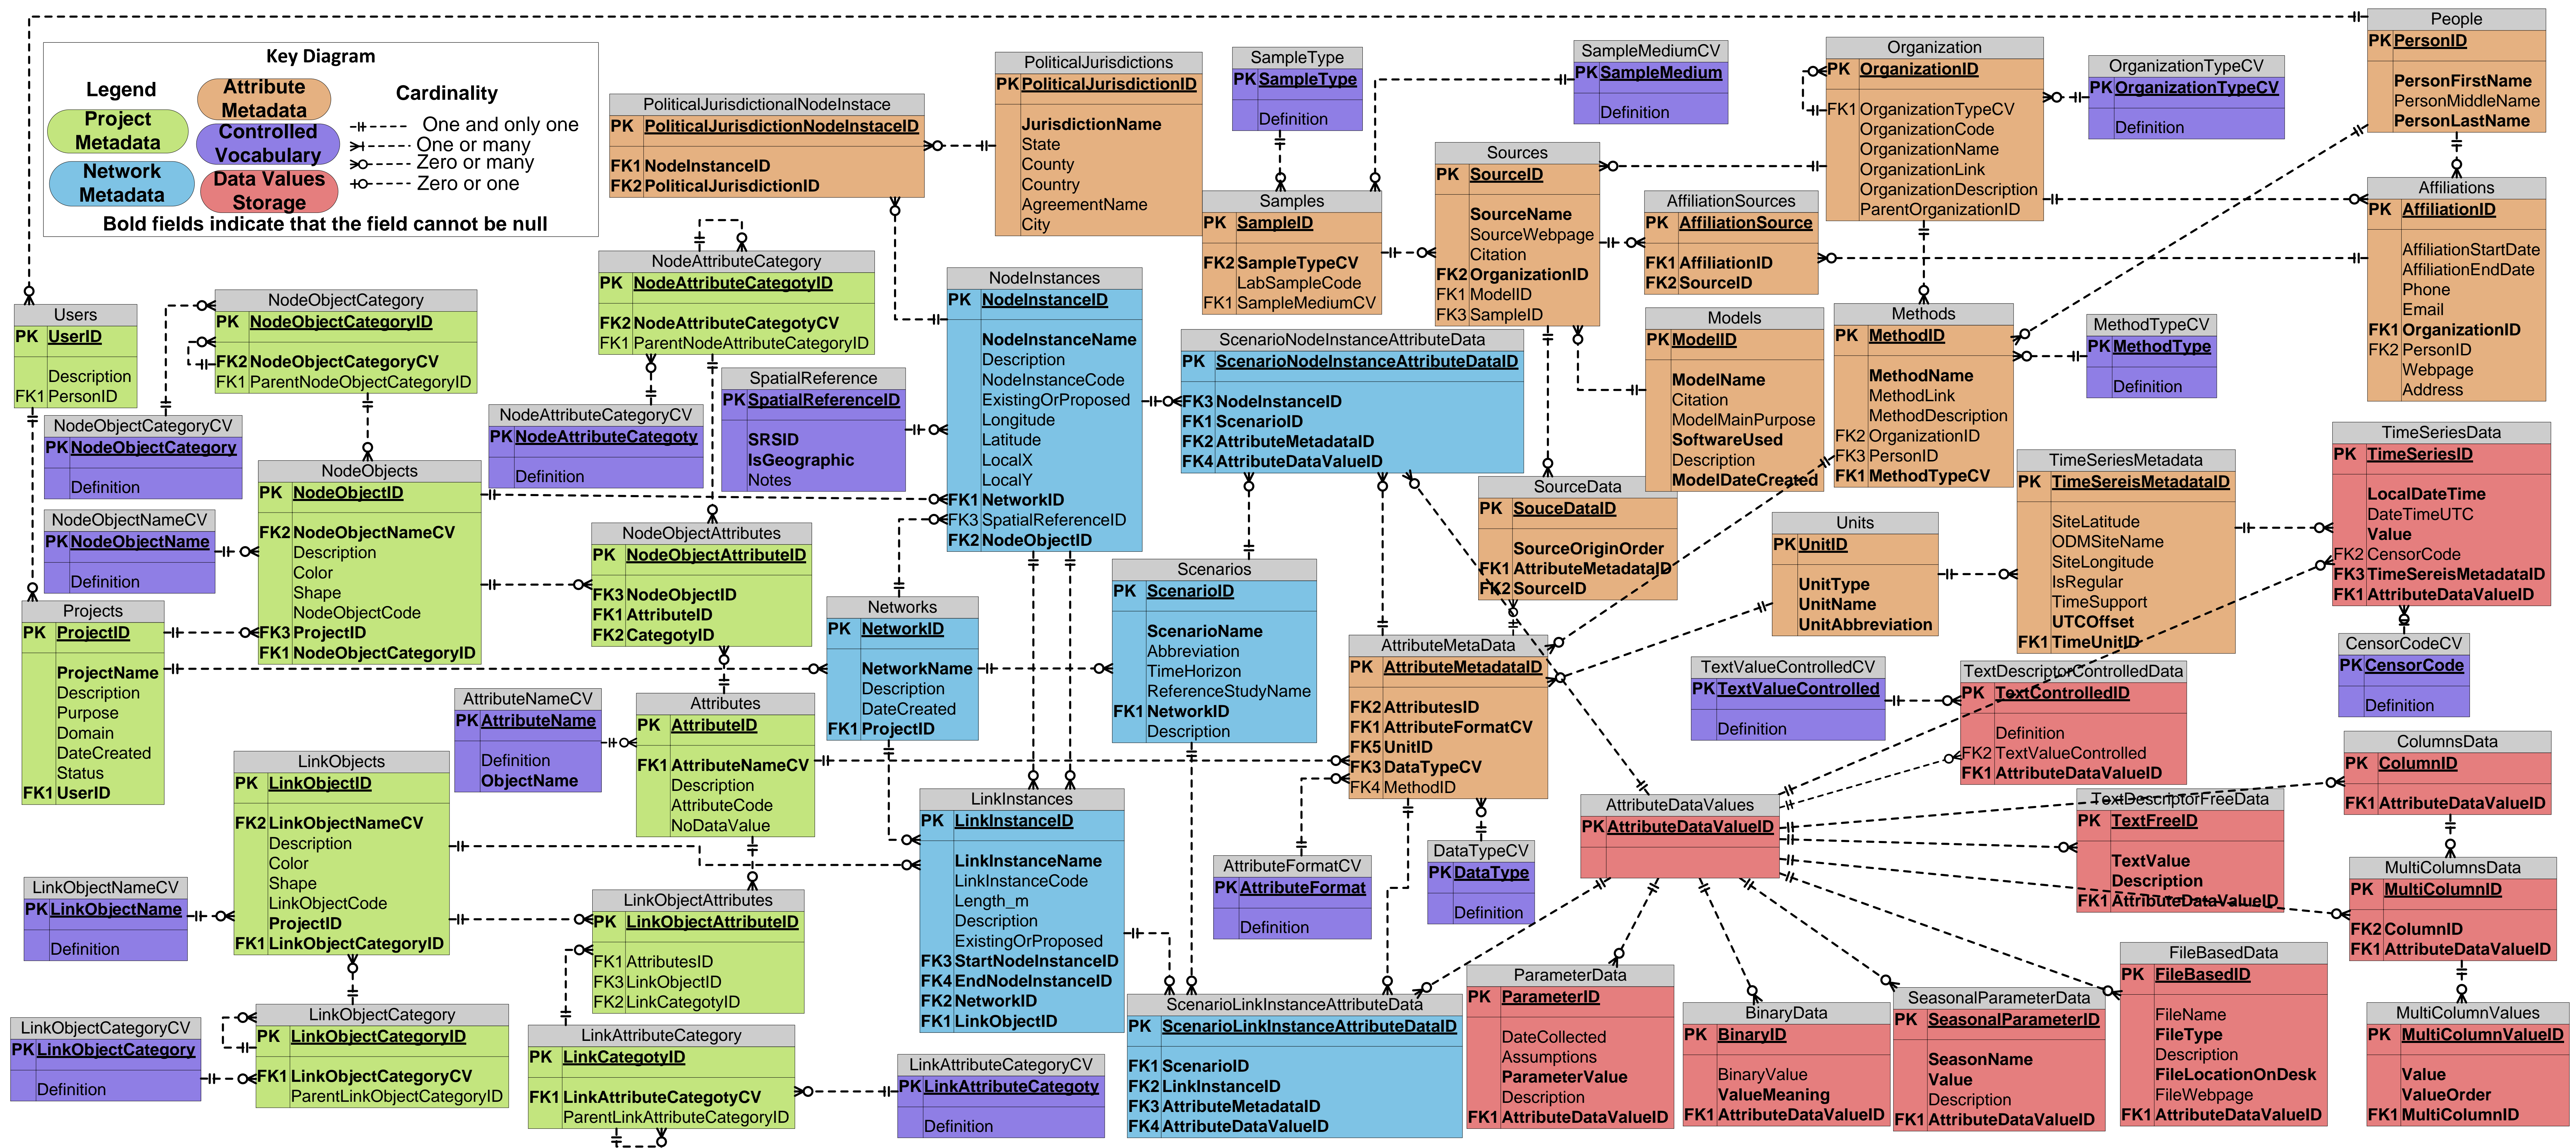 Key Diagram
Legend
Attribute
Metadata
Cardinality
Project
Metadata
Controlled
Vocabulary
Network
Metadata
Data Values
Storage
One and only one
One or many
Zero or many
Zero or one
Bold fields indicate that the field cannot be null
PoliticalJurisdictionalNodeInstace
PK PoliticalJurisdictionNodeInstaceID
FK1 NodeInstanceID
FK2 PoliticalJurisdictionID
PoliticalJurisdictions
PK PoliticalJurisdictionID
JurisdictionName
State
County
Country
AgreementName
City
SampleType
PK SampleType
Definition
SampleMediumCV
PK SampleMedium
Definition
Organization
PK OrganizationID
FK1 OrganizationTypeCV
OrganizationCode
OrganizationName
OrganizationLink
OrganizationDescription
ParentOrganizationID
OrganizationTypeCV
PK OrganizationTypeCV
Definition
People
PK PersonID
PersonFirstName
PersonMiddleName
PersonLastName
Samples
PK SampleID
FK2 SampleTypeCV
LabSampleCode
FK1 SampleMediumCV
Sources
PK SourceID
SourceName
SourceWebpage
Citation
FK2 OrganizationID
FK1 ModelID
FK3 SampleID
AffiliationSources
PK AffiliationSource
FK1 AffiliationID
FK2 SourceID
Affiliations
PK AffiliationID
AffiliationStartDate
AffiliationEndDate
Phone
Email
FK1 OrganizationID
FK2 PersonID
Webpage
Address
Users
PK UserID
Description
FK1 PersonID
NodeObjectCategory
PK NodeObjectCategoryID
FK2 NodeObjectCategoryCV
FK1 ParentNodeObjectCategoryID
NodeAttributeCategory
PK NodeAttributeCategotyID
FK2 NodeAttributeCategotyCV
FK1 ParentNodeAttributeCategoryID
NodeInstances
PK NodeInstanceID
NodeInstanceName
Description
NodeInstanceCode
ExistingOrProposed
Longitude
Latitude
LocalX
LocalY
FK1 NetworkID
FK3 SpatialReferenceID
FK2 NodeObjectID
ScenarioNodeInstanceAttributeData
PK ScenarioNodeInstanceAttributeDataID
FK3 NodeInstanceID
FK1 ScenarioID
FK2 AttributeMetadataID
FK4 AttributeDataValueID
Models
PK ModelID
ModelName
Citation
ModelMainPurpose
SoftwareUsed
Description
ModelDateCreated
Methods
PK MethodID
MethodName
MethodLink
MethodDescription
FK2 OrganizationID
FK3 PersonID
FK1 MethodTypeCV
MethodTypeCV
PK MethodType
Definition
NodeObjectCategoryCV
PK NodeObjectCategory
Definition
NodeAttributeCategoryCV
PK NodeAttributeCategoty
Definition
SpatialReference
PK SpatialReferenceID
SRSID
IsGeographic
Notes
NodeObjects
PK NodeObjectID
FK2 NodeObjectNameCV
Description
Color
Shape
NodeObjectCode
FK3 ProjectID
FK1 NodeObjectCategoryID
NodeObjectNameCV
PK NodeObjectName
Definition
NodeObjectAttributes
PK NodeObjectAttributeID
FK3 NodeObjectID
FK1 AttributeID
FK2 CategotyID
SourceData
PK SouceDataID
SourceOriginOrder
FK1 AttributeMetadataID
FK2 SourceID
Units
PK UnitID
UnitType
UnitName
UnitAbbreviation
TimeSeriesMetadata
PK TimeSereisMetadataID
SiteLatitude
ODMSiteName
SiteLongitude
IsRegular
TimeSupport
UTCOffset
FK1 TimeUnitID
TimeSeriesData
PK TimeSeriesID
LocalDateTime
DateTimeUTC
Value
FK2 CensorCode
FK3 TimeSereisMetadataID
FK1 AttributeDataValueID
Projects
PK ProjectID
ProjectName
Description
Purpose
Domain
DateCreated
Status
FK1 UserID
Networks
PK NetworkID
NetworkName
Description
DateCreated
FK1 ProjectID
Scenarios
PK ScenarioID
ScenarioName
Abbreviation
TimeHorizon
ReferenceStudyName
FK1 NetworkID
Description
AttributeMetaData
PK AttributeMetadataID
FK2 AttributesID
FK1 AttributeFormatCV
FK5 UnitID
FK3 DataTypeCV
FK4 MethodID
TextValueControlledCV
PK TextValueControlled
Definition
TextDescriptorControlledData
PK TextControlledID
Definition
FK2 TextValueControlled
FK1 AttributeDataValueID
CensorCodeCV
PK CensorCode
Definition
AttributeNameCV
PK AttributeName
Definition
ObjectName
Attributes
PK AttributeID
FK1 AttributeNameCV
Description
AttributeCode
NoDataValue
LinkObjects
PK LinkObjectID
FK2 LinkObjectNameCV
Description
Color
Shape
LinkObjectCode
ProjectID
FK1 LinkObjectCategoryID
LinkInstances
PK LinkInstanceID
LinkInstanceName
LinkInstanceCode
Length_m
Description
ExistingOrProposed
FK3 StartNodeInstanceID
FK4 EndNodeInstanceID
FK2 NetworkID
FK1 LinkObjectID
AttributeDataValues
PK AttributeDataValueID
TextDescriptorFreeData
PK TextFreeID
TextValue
Description
FK1 AttributeDataValueID
ColumnsData
PK ColumnID
FK1 AttributeDataValueID
AttributeFormatCV
PK AttributeFormat
Definition
DataTypeCV
PK DataType
Definition
MultiColumnsData
PK MultiColumnID
FK2 ColumnID
FK1 AttributeDataValueID
LinkObjectNameCV
PK LinkObjectName
Definition
LinkObjectAttributes
PK LinkObjectAttributeID
FK1 AttributesID
FK3 LinkObjectID
FK2 LinkCategotyID
LinkObjectCategoryCV
PK LinkObjectCategory
Definition
LinkObjectCategory
PK LinkObjectCategoryID
FK1 LinkObjectCategoryCV
ParentLinkObjectCategoryID
LinkAttributeCategory
PK LinkCategotyID
FK1 LinkAttributeCategotyCV
ParentLinkAttributeCategoryID
LinkAttributeCategoryCV
PK LinkAttributeCategoty
Definition
ScenarioLinkInstanceAttributeData
PK ScenarioLinkInstanceAttributeDataID
FK1 ScenarioID
FK2 LinkInstanceID
FK3 AttributeMetadataID
FK4 AttributeDataValueID
ParameterData
PK ParameterID
DateCollected
Assumptions
ParameterValue
Description
FK1 AttributeDataValueID
BinaryData
PK BinaryID
BinaryValue
ValueMeaning
FK1 AttributeDataValueID
SeasonalParameterData
PK SeasonalParameterID
SeasonName
Value
Description
FK1 AttributeDataValueID
FileBasedData
PK FileBasedID
FileName
FileType
Description
FileLocationOnDesk
FileWebpage
FK1 AttributeDataValueID
MultiColumnValues
PK MultiColumnValueID
Value
ValueOrder
FK1 MultiColumnID